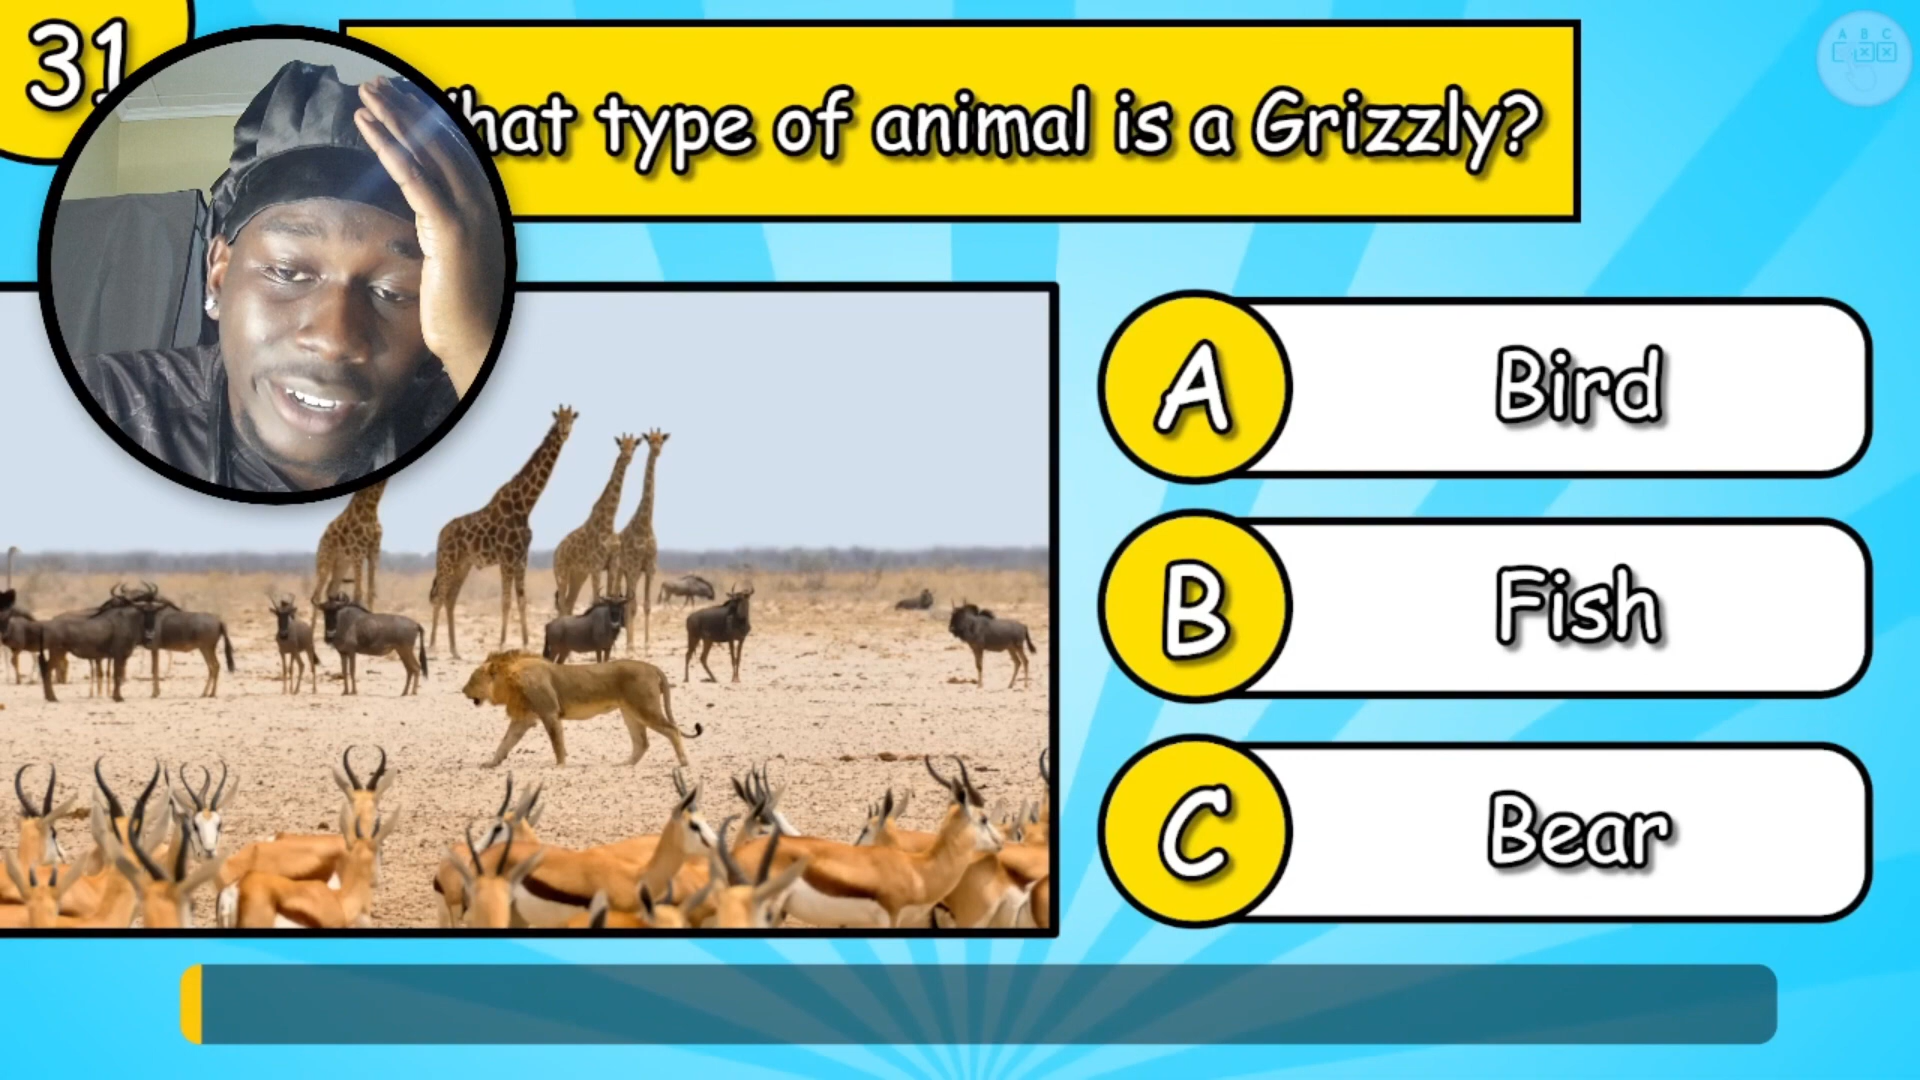 31
hat type of animal is a Grizzly?
A Bird
B Fish
C Bear
A B C